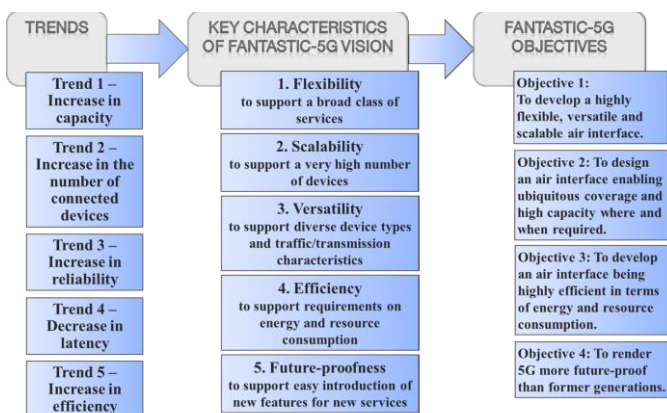 TRENDS
Trend 1 –
Increase in
capacity
Trend 2 –
Increase in the
number of
connected
devices
Trend 3 –
Increase in
reliability
Trend 4 –
Decrease in
latency
Trend 5 –
Increase in
efficiency
KEY CHARACTERISTICS
OF FANTASTIC-5G VISION
1. Flexibility
to support a broad class of
services
2. Scalability
to support a very high number
of devices
3. Versatility
to support diverse device types
and traffic/transmission
characteristics
4. Efficiency
to support requirements on
energy and resource
consumption
5. Future-proofness
to support easy introduction of
new features for new services
FANTASTIC-5G
OBJECTIVES
Objective 1:
To develop a highly
flexible, versatile and
scalable air interface.
Objective 2: To design
an air interface enabling
ubiquitous coverage and
high capacity where and
when required.
Objective 3: To develop
an air interface being
highly efficient in terms
of energy and resource
consumption.
Objective 4: To render
5G more future-proof
than former generations.